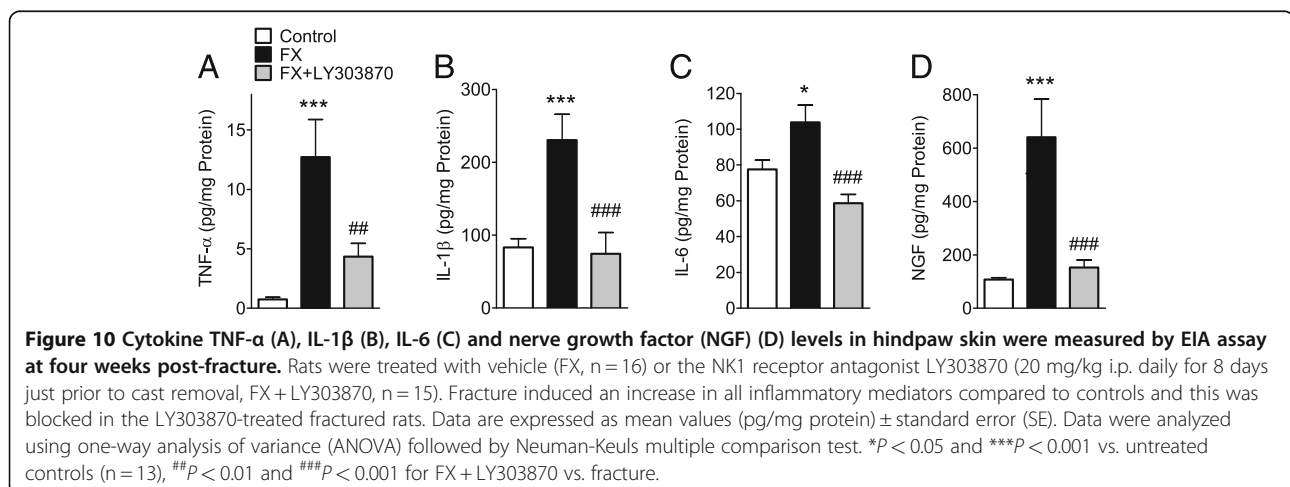 Control
FX
FX+LY303870
A
B
C
D
TNF-α (pg/mg Protein)
15
10
5
0
***
##
IL-1β (pg/mg Protein)
300
200
100
0
***
###
IL-6 (pg/mg Protein)
120
100
80
60
40
20
0
*
###
NGF (pg/mg Protein)
800
600
400
200
0
***
###
Figure 10 Cytokine TNF-α (A), IL-1β (B), IL-6 (C) and nerve growth factor (NGF) (D) levels in hindpaw skin were measured by EIA assay
at four weeks post-fracture. Rats were treated with vehicle (FX, n = 16) or the NK1 receptor antagonist LY303870 (20 mg/kg i.p. daily for 8 days
just prior to cast removal, FX + LY303870, n = 15). Fracture induced an increase in all inflammatory mediators compared to controls and this was
blocked in the LY303870-treated fractured rats. Data are expressed as mean values (pg/mg protein) ± standard error (SE). Data were analyzed
using one-way analysis of variance (ANOVA) followed by Neuman-Keuls multiple comparison test. *P < 0.05 and ***P < 0.001 vs. untreated
controls (n = 13), ##P < 0.01 and ###P < 0.001 for FX + LY303870 vs. fracture.